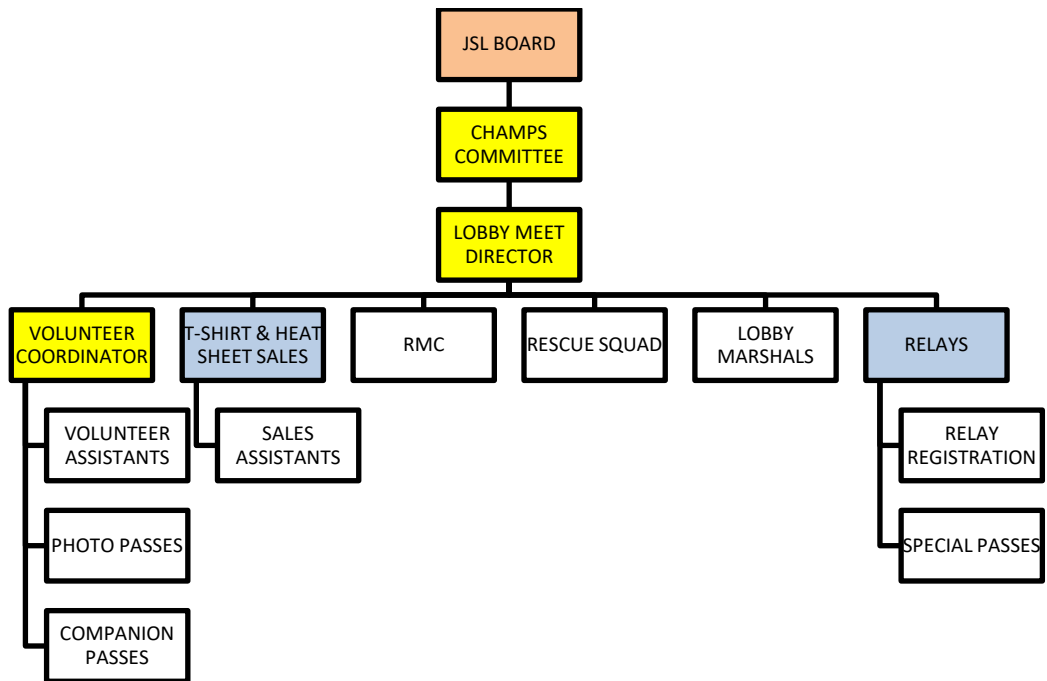 JSL BOARD
CHAMPS
COMMITTEE
LOBBY MEET
DIRECTOR
VOLUNTEER
COORDINATOR
T-SHIRT & HEAT
SHEET SALES
RMC
RESCUE SQUAD
LOBBY
MARSHALS
RELAYS
VOLUNTEER
ASSISTANTS
SALES
ASSISTANTS
RELAY
REGISTRATION
PHOTO PASSES
SPECIAL PASSES
COMPANION
PASSES